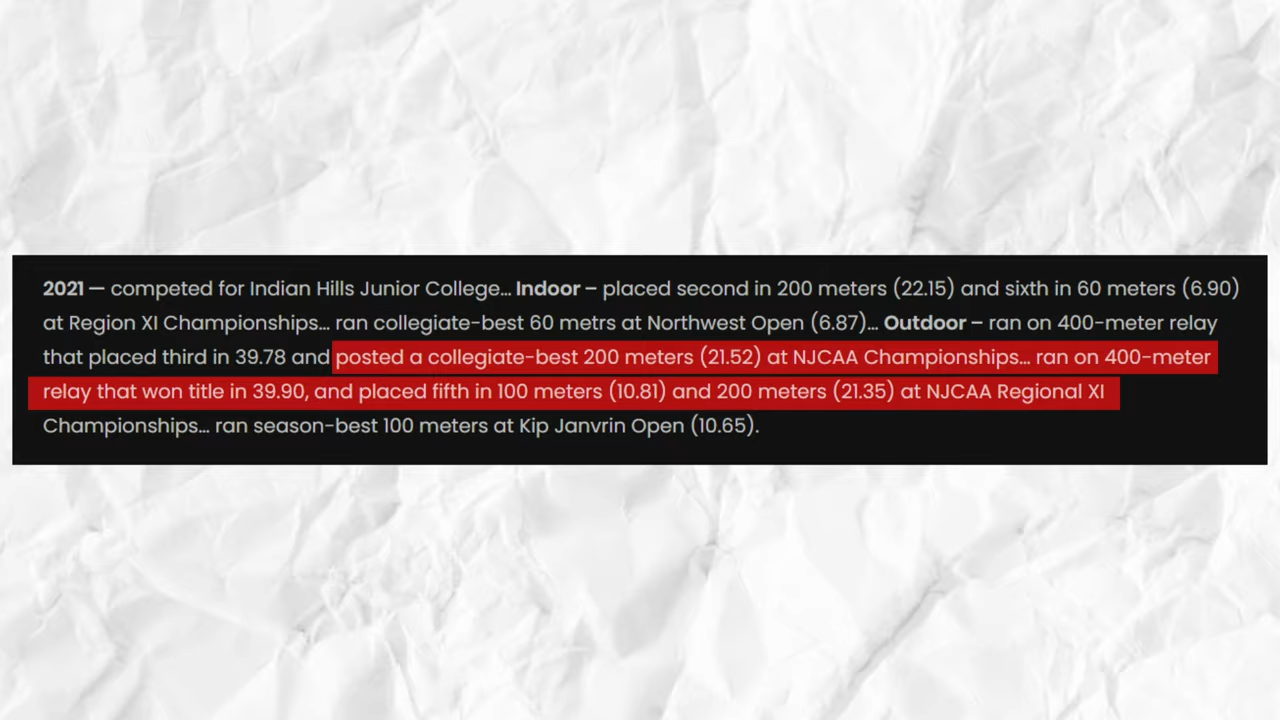 2021 — competed for Indian Hills Junior College... Indoor – placed second in 200 meters (22.15) and sixth in 60 meters (6.90)
at Region XI Championships... ran collegiate-best 60 metrs at Northwest Open (6.87)... Outdoor – ran on 400-meter relay
that placed third in 39.78 and posted a collegiate-best 200 meters (21.52) at NJCAA Championships... ran on 400-meter
relay that won title in 39.90, and placed fifth in 100 meters (10.81) and 200 meters (21.35) at NJCAA Regional XI
Championships... ran season-best 100 meters at Kip Janvrin Open (10.65).